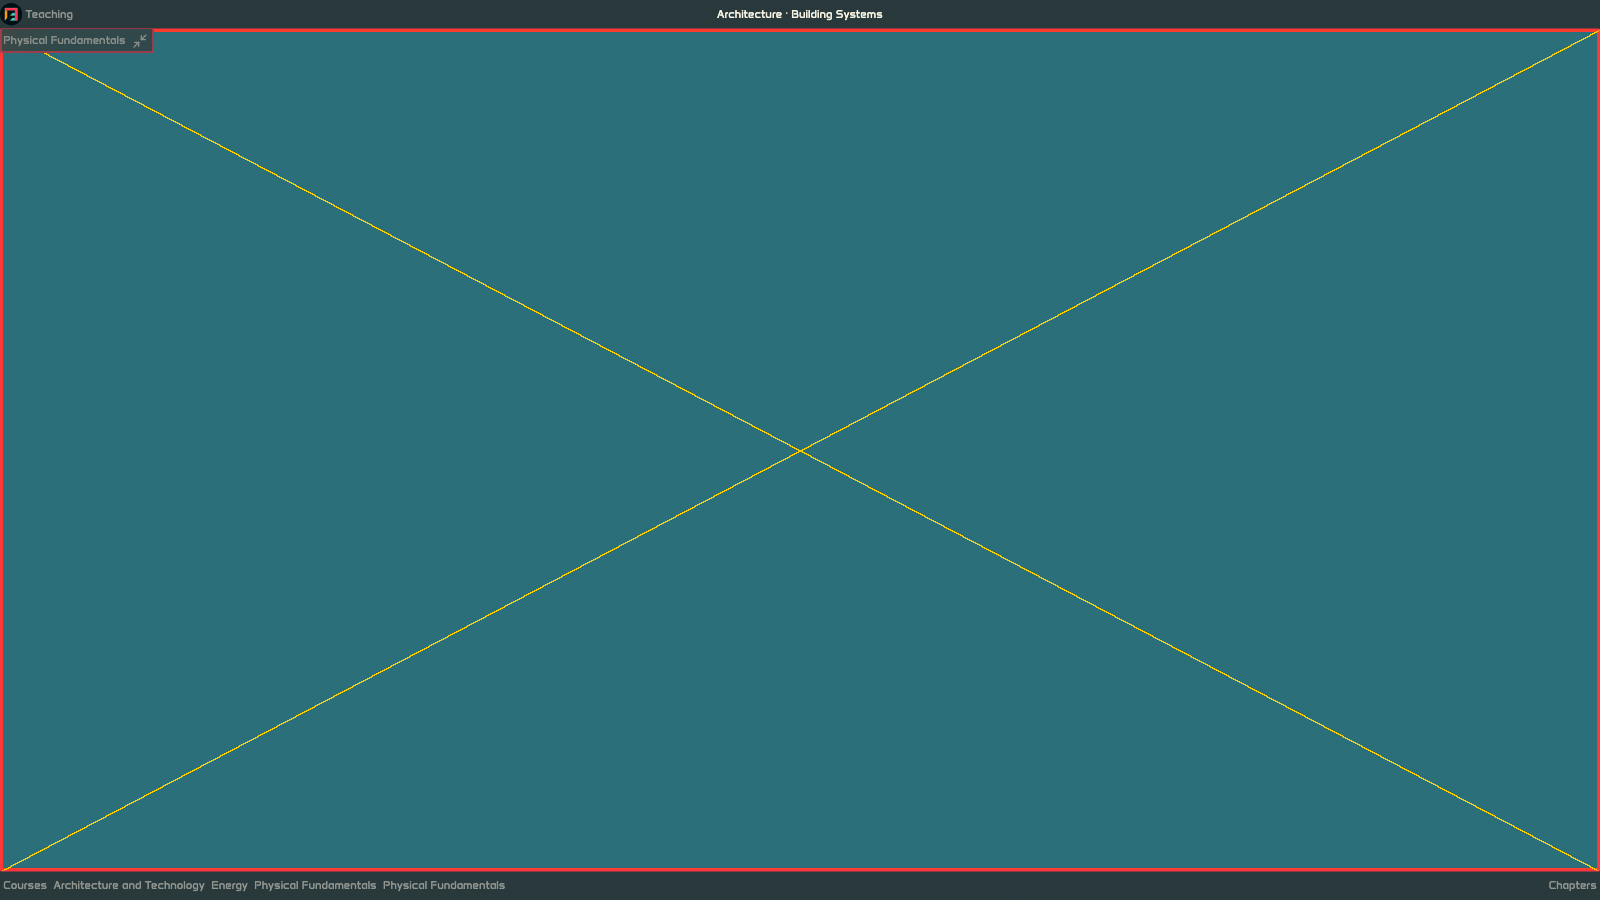 Teaching
Architecture · Building Systems
Physical Fundamentals
Courses Architecture and Technology Energy Physical Fundamentals Physical Fundamentals
Chapters